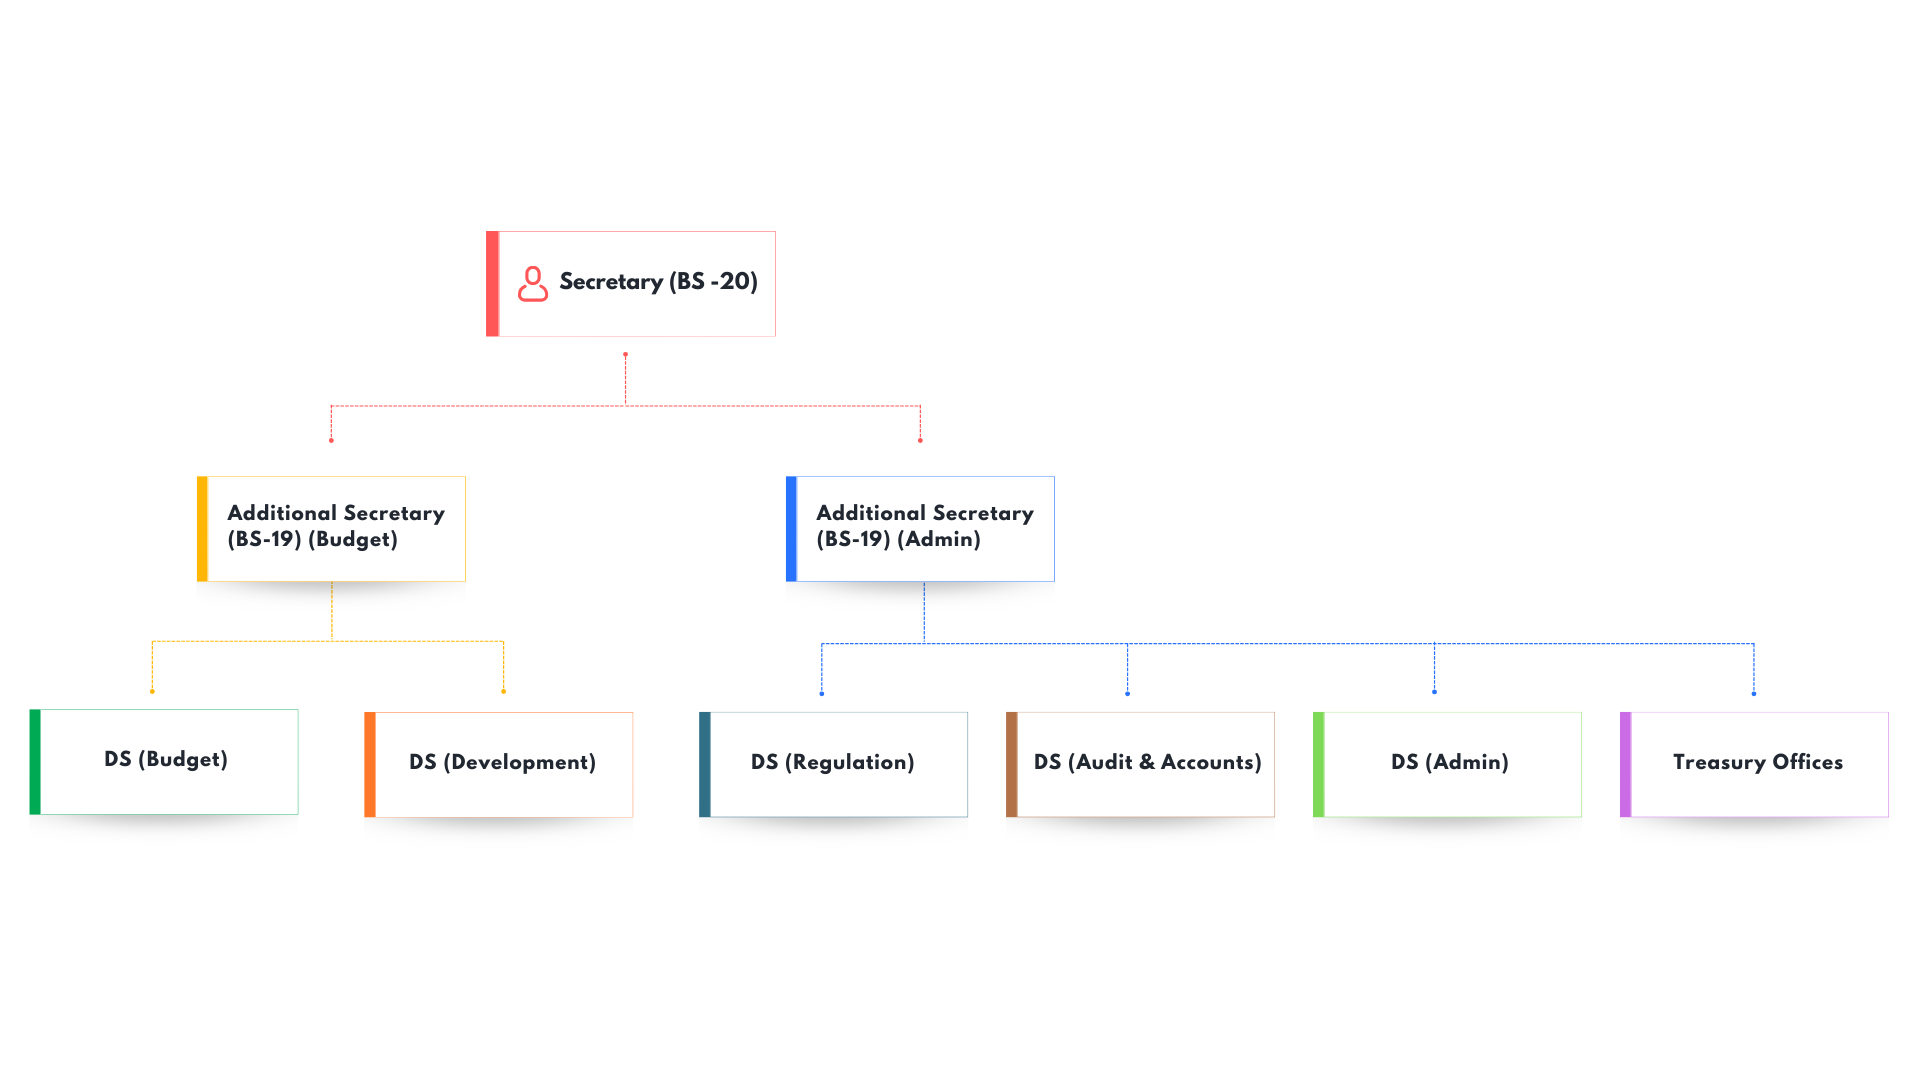 Secretary (BS -20)
Additional Secretary
(BS-19) (Budget)
Additional Secretary
(BS-19) (Admin)
DS (Budget)
DS (Development)
DS (Regulation)
DS (Audit & Accounts)
DS (Admin)
Treasury Offices